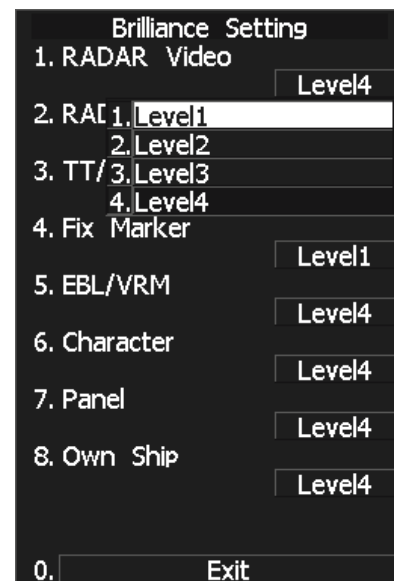 Brilliance Setting
1. RADAR Video
Level4
2.
1. Level1
2. Level2
3. TT/
3. Level3
4. Level4
4. Fix Marker
Level1
5. EBL/VRM
Level4
6. Character
Level4
7. Panel
Level4
8. Own Ship
Level4
0. Exit